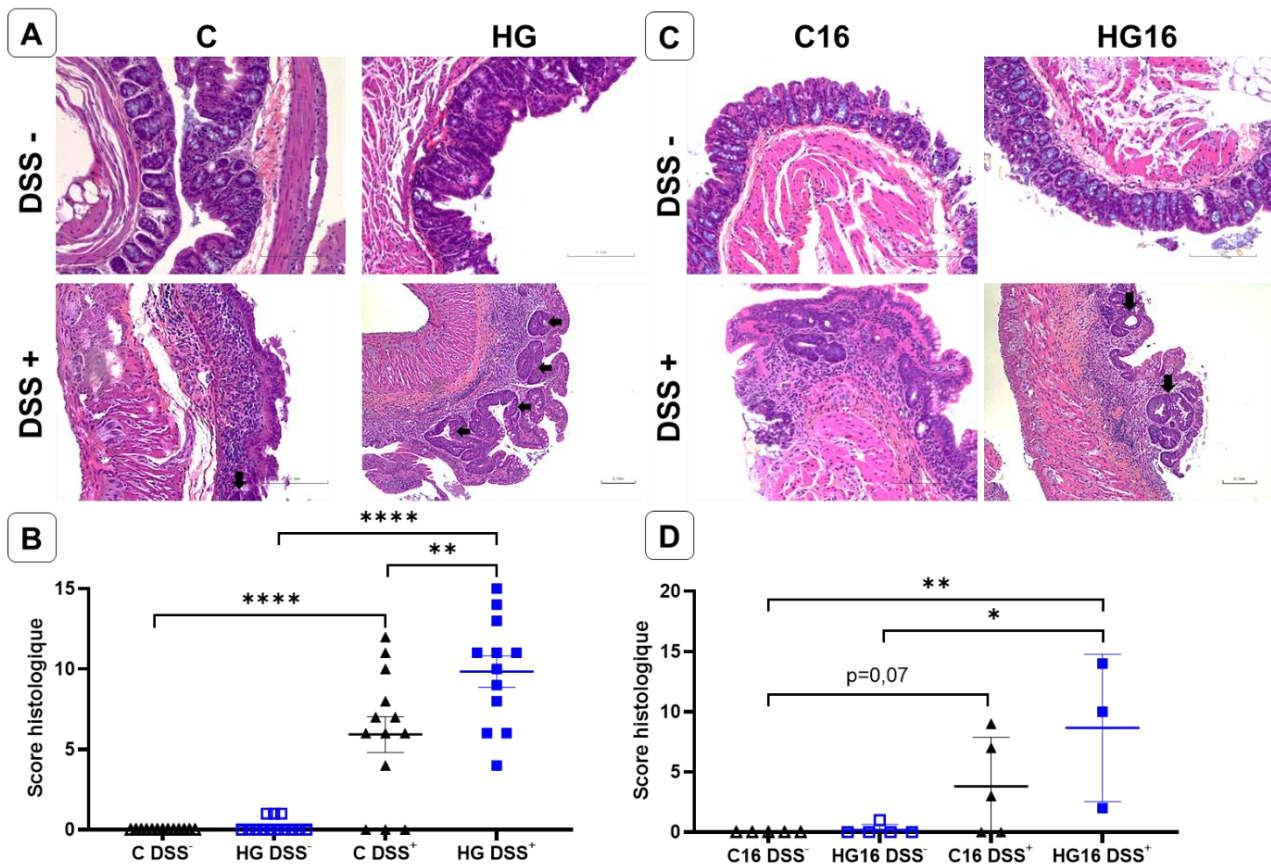 A
C
HG
DSS -
DSS +
C
C16
HG16
DSS -
DSS +
B
****
**
****
Score histologique
15
10
5
0
C DSS⁻
HG DSS⁻
C DSS⁺
HG DSS⁺
D
**
*
p=0,07
Score histologique
20
15
10
5
0
C16 DSS⁻
HG16 DSS⁻
C16 DSS⁺
HG16 DSS⁺